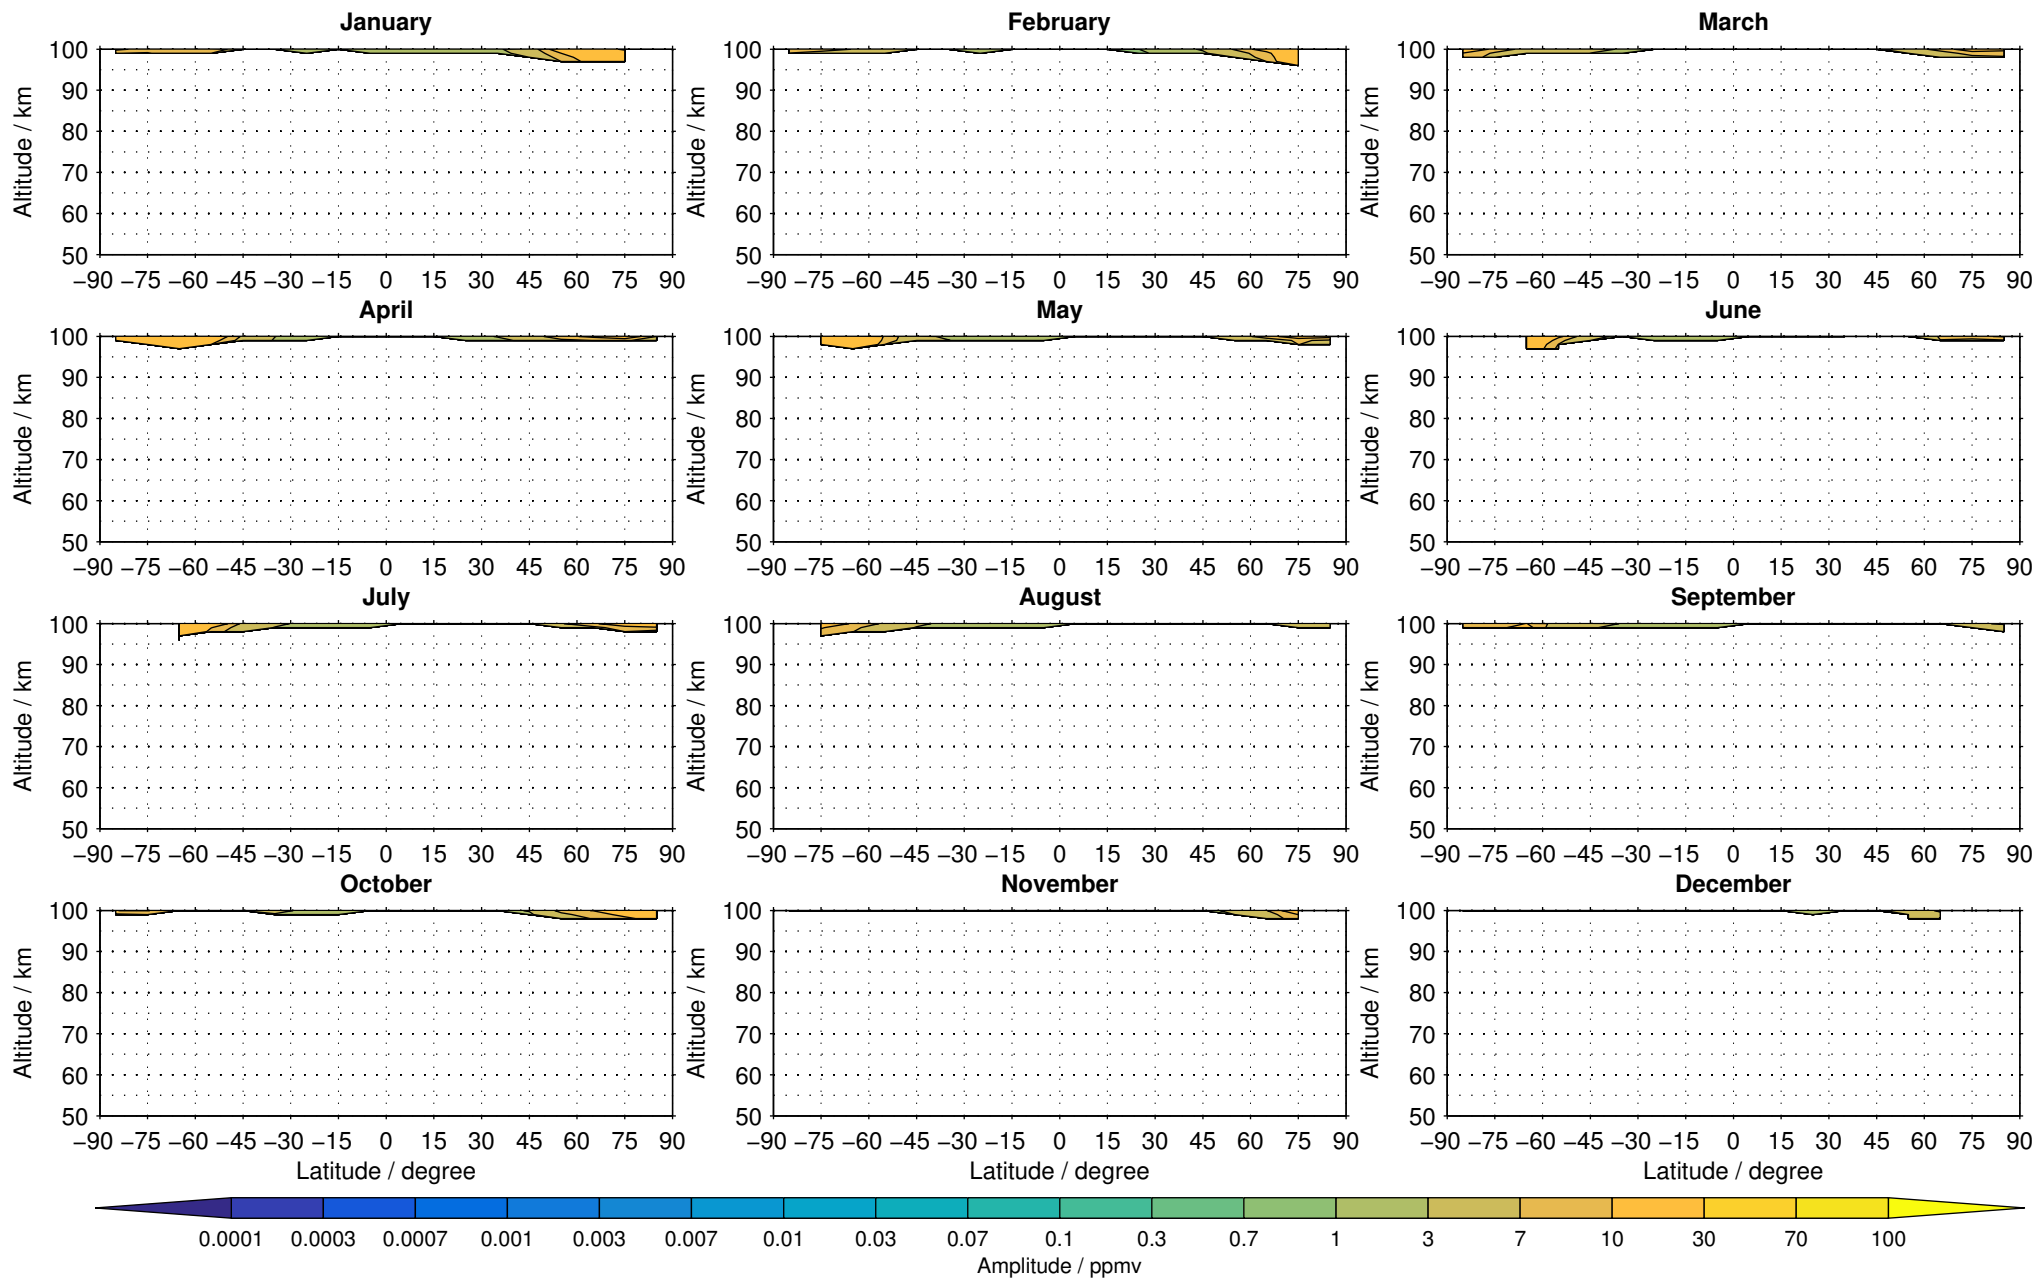 January February March
100 100 100
90 90 90
80 80 80
70 70 70
60 60 60
50 50 50
Altitude / km Altitude / km Altitude / km
−90 −75 −60 −45 −30 −15 0 15 30 45 60 75 90 −90 −75 −60 −45 −30 −15 0 15 30 45 60 75 90 −90 −75 −60 −45 −30 −15 0 15 30 45 60 75 90
April May June
100 100 100
90 90 90
80 80 80
70 70 70
60 60 60
50 50 50
Altitude / km Altitude / km Altitude / km
−90 −75 −60 −45 −30 −15 0 15 30 45 60 75 90 −90 −75 −60 −45 −30 −15 0 15 30 45 60 75 90 −90 −75 −60 −45 −30 −15 0 15 30 45 60 75 90
July August September
100 100 100
90 90 90
80 80 80
70 70 70
60 60 60
50 50 50
Altitude / km Altitude / km Altitude / km
−90 −75 −60 −45 −30 −15 0 15 30 45 60 75 90 −90 −75 −60 −45 −30 −15 0 15 30 45 60 75 90 −90 −75 −60 −45 −30 −15 0 15 30 45 60 75 90
October November December
100 100 100
90 90 90
80 80 80
70 70 70
60 60 60
50 50 50
Altitude / km Altitude / km Altitude / km
−90 −75 −60 −45 −30 −15 0 15 30 45 60 75 90 −90 −75 −60 −45 −30 −15 0 15 30 45 60 75 90 −90 −75 −60 −45 −30 −15 0 15 30 45 60 75 90
Latitude / degree Latitude / degree Latitude / degree
0.0001 0.0003 0.0007 0.001 0.003 0.007 0.01 0.03 0.07 0.1 0.3 0.7 1 3 7 10 30 70 100
Amplitude / ppmv